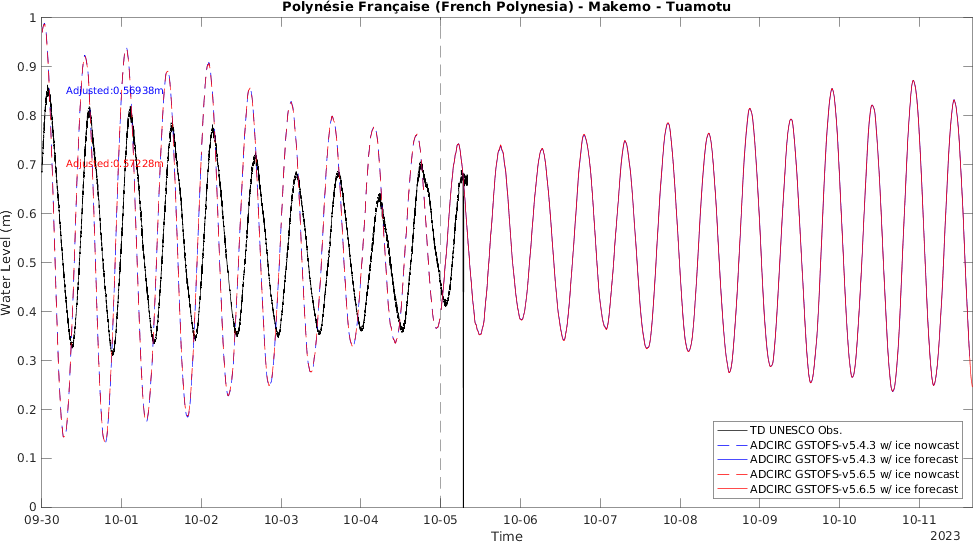 Polynésie Française (French Polynesia) - Makemo - Tuamotu
1
0.9
0.8
0.7
0.6
0.5
0.4
0.3
0.2
0.1
0
Water Level (m)
Adjusted:0.56938m
Adjusted:0.57228m
TD UNESCO Obs.
ADCIRC GSTOFS-v5.4.3 w/ ice nowcast
ADCIRC GSTOFS-v5.4.3 w/ ice forecast
ADCIRC GSTOFS-v5.6.5 w/ ice nowcast
ADCIRC GSTOFS-v5.6.5 w/ ice forecast
09-30 10-01 10-02 10-03 10-04 10-05 10-06 10-07 10-08 10-09 10-10 10-11
Time
2023